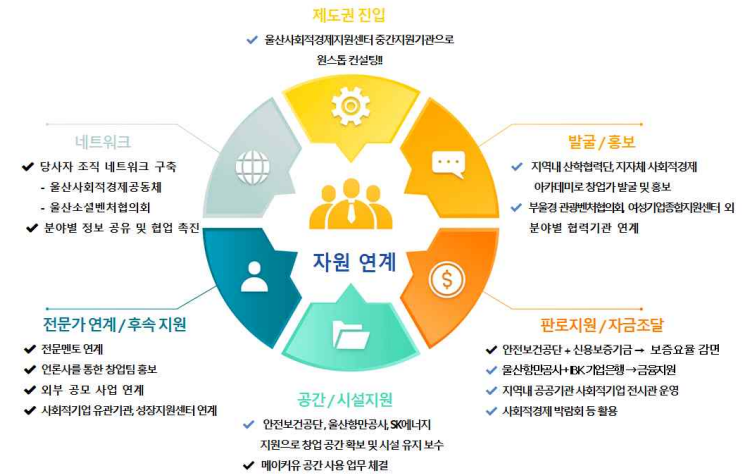 제도권 진입
울산사회적경제지원센터 중간지원기관으로
원스톱 컨설팅!!
네트워크
당사자 조직 네트워크 구축
- 울산사회적경제공동체
- 울산소셜벤처협의회
분야별 정보 공유 및 협업 촉진
발굴 / 홍보
지역내 산학협력단, 지자체 사회적경제
아카데미로 창업가 발굴 및 홍보
부울경 관광벤처협의회, 여성기업종합지원센터 외
분야별 협력기관 연계
자원 연계
전문가 연계 / 후속 지원
전문멘토 연계
언론사를 통한 창업팀 홍보
외부 공모 사업 연계
사회적기업 유관기관, 성장지원센터 연계
판로지원 / 자금조달
안전보건공단 + 신용보증기금 → 보증요율 감면
울산항만공사 + IBK 기업은행 → 금융지원
지역내 공공기관 사회적기업 전시관 운영
사회적경제 박람회 등 활용
공간 / 시설지원
안전보건공단, 울산항만공사, SK에너지
지원으로 창업 공간 확보 및 시설 유지 보수
메이커유 공간 사용 업무 체결